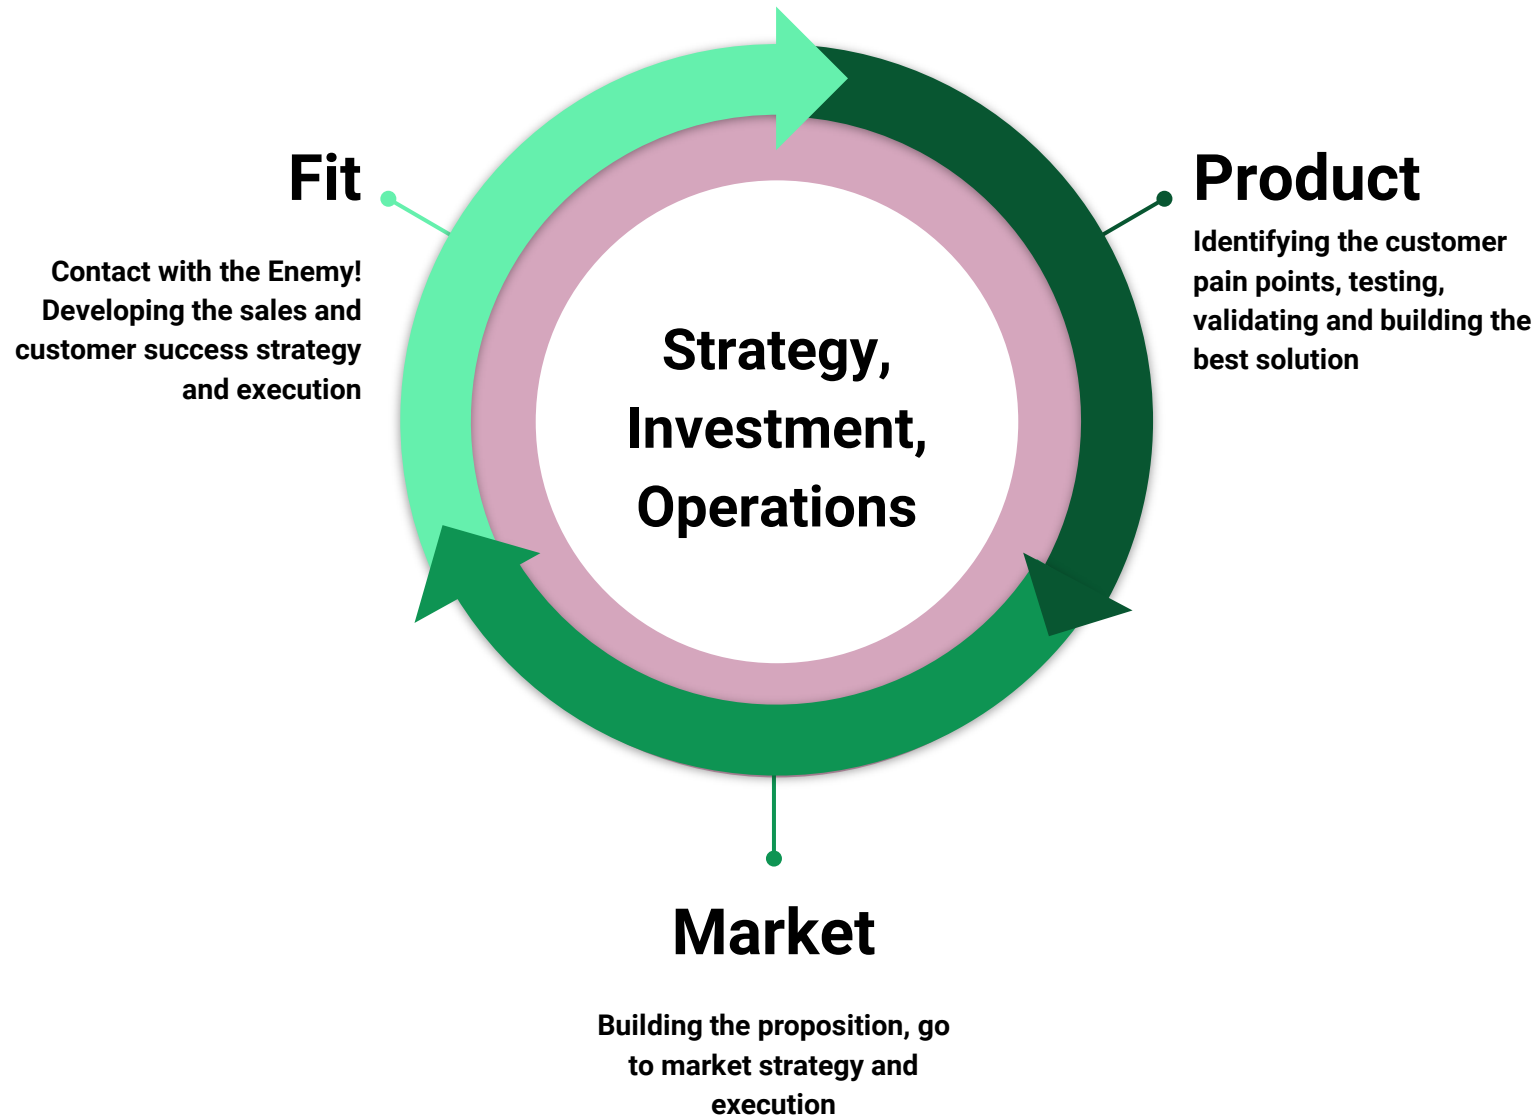 Fit
Contact with the Enemy!
Developing the sales and
customer success strategy
and execution
Strategy,
Investment,
Operations
Product
Identifying the customer
pain points, testing,
validating and building the
best solution
Market
Building the proposition, go
to market strategy and
execution